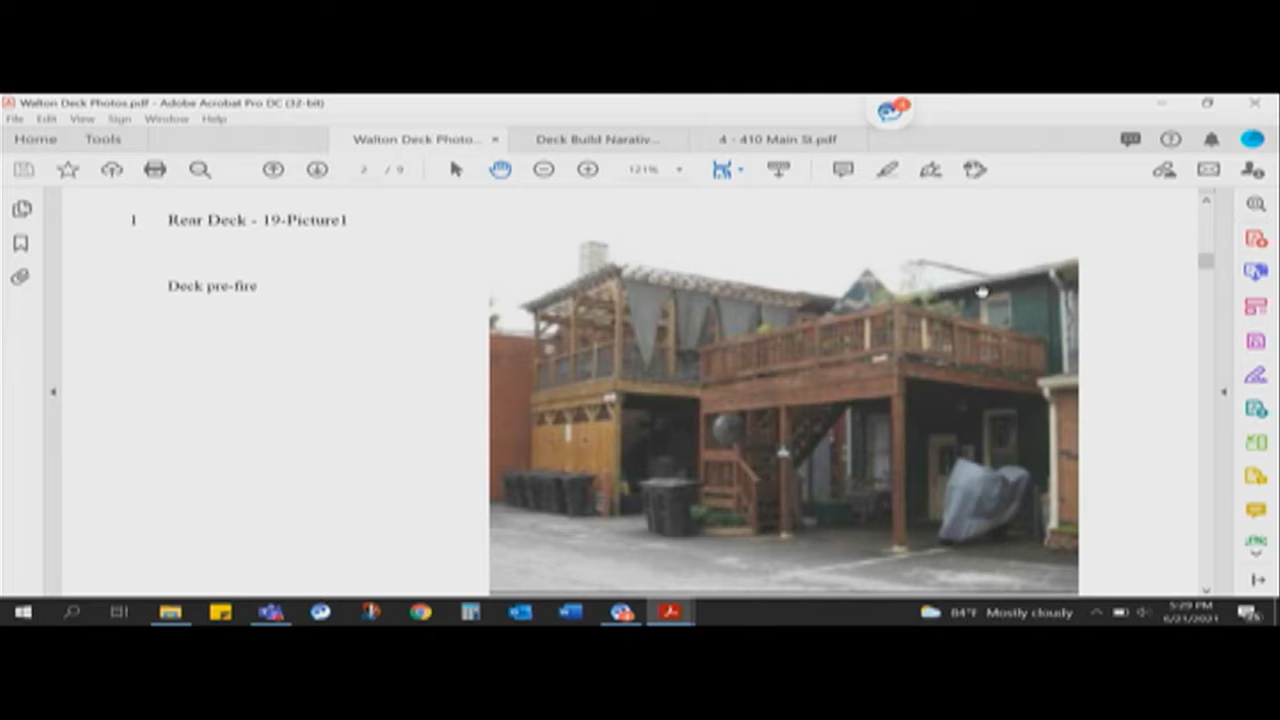 Walton Deck Photos.pdf - Adobe Acrobat Pro DC (32-bit)
File Edit View Sign Window Help
Home Tools Walton Deck Photo... × Deck Build Narativ... 4 - 410 Main St.pdf
2 / 9 121%
1 Rear Deck - 19-Picture1
Deck pre-fire
84°F Mostly cloudy
5:29 PM
6/21/2021